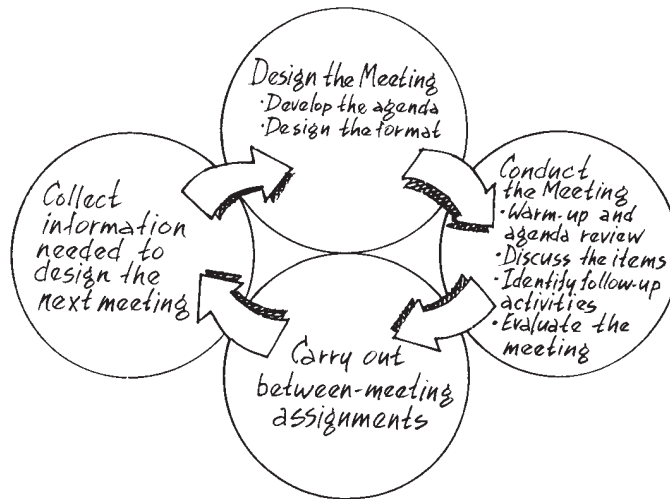 Design the Meeting
·Develop the agenda
·Design the format
Conduct
the Meeting
·Warm-up and
agenda review
·Discuss the items
·Identify follow-up
activities
·Evaluate the
meeting
Carry out
between-meeting
assignments
Collect
information
needed to
design the
next meeting